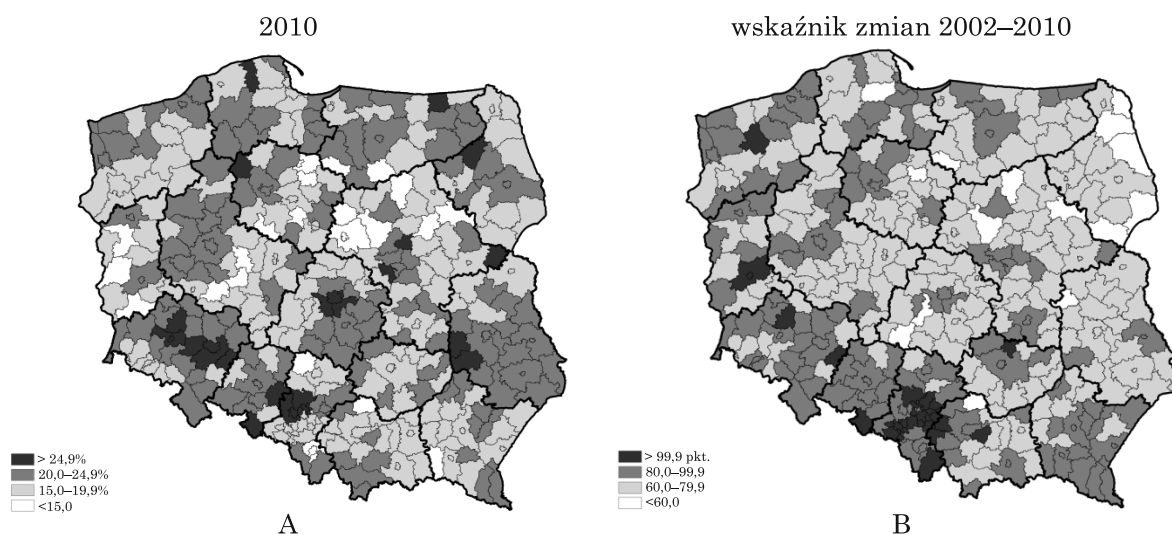 2010
wskaźnik zmian 2002–2010
> 24,9%
20,0–24,9%
15,0–19,9%
<15,0
A
> 99,9 pkt.
80,0–99,9
60,0–79,9
<60,0
B